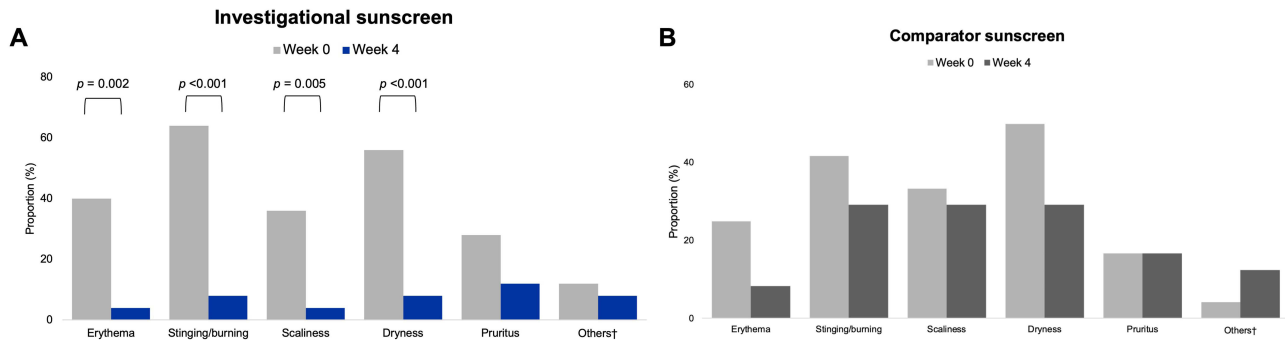 Investigational sunscreen
A
Week 0 Week 4
p = 0.002 p <0.001 p = 0.005 p <0.001
Proportion (%)
80
60
40
20
0
Erythema Stinging/burning Scaliness Dryness Pruritus Others†
B
Comparator sunscreen
Week 0 Week 4
Proportion (%)
60
40
20
0
Erythema Stinging/burning Scaliness Dryness Pruritus Others†